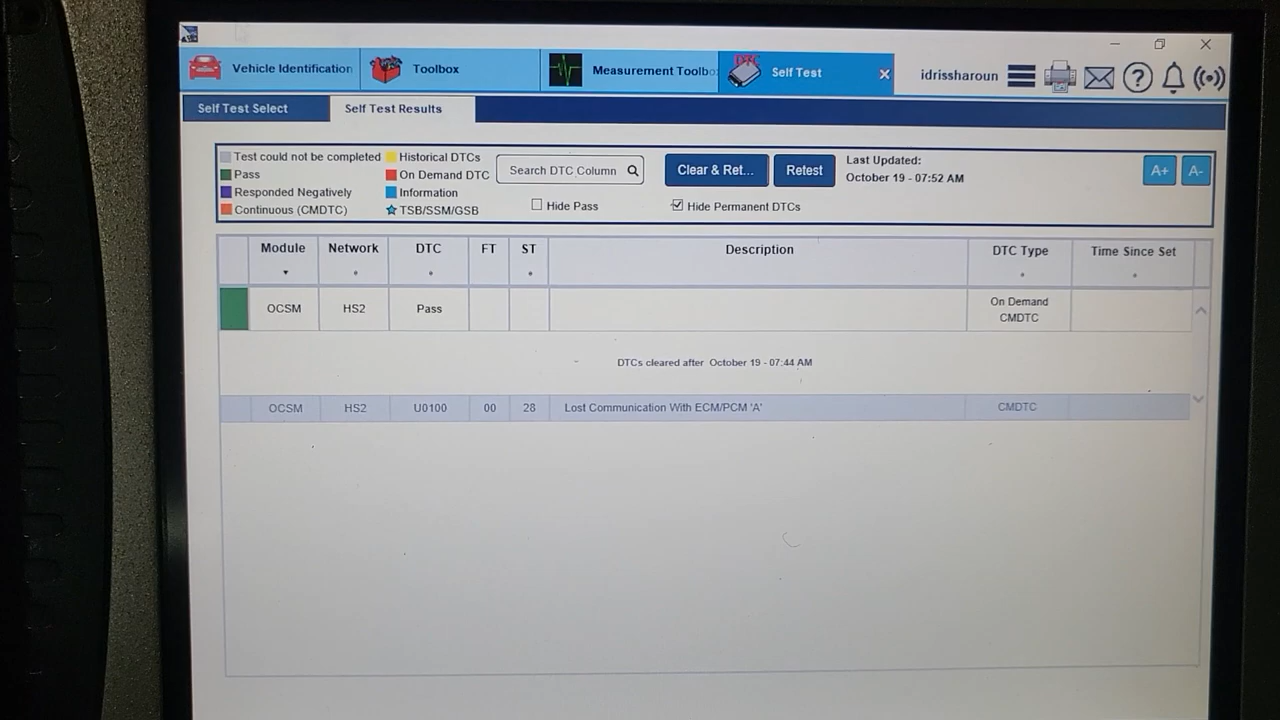 Vehicle Identification Toolbox Measurement Toolbo Self Test idrissharoun
Self Test Select Self Test Results
Test could not be completed Historical DTCs
Pass On Demand DTC
Responded Negatively Information
Continuous (CMDTC) TSB/SSM/GSB
Search DTC Column Clear & Ret... Retest
Last Updated:
October 19 - 07:52 AM
A+ A-
Hide Pass Hide Permanent DTCs
Module Network DTC FT ST Description DTC Type Time Since Set
OCSM HS2 Pass On Demand
CMDTC
DTCs cleared after October 19 - 07:44 AM
OCSM HS2 U0100 00 28 Lost Communication With ECM/PCM 'A' CMDTC